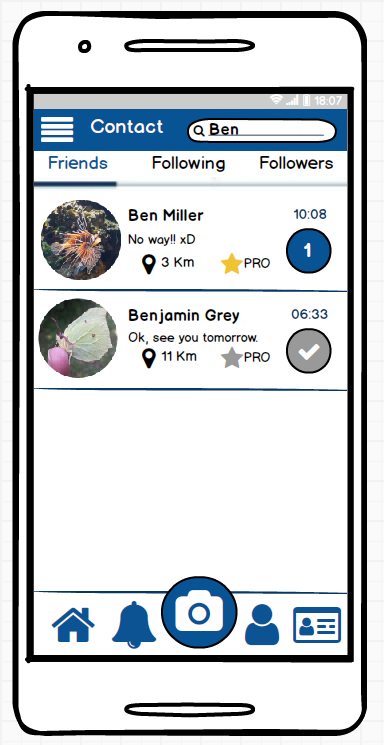 18:07
Contact
Ben
Friends Following Followers
Ben Miller 10:08
No way!! xD
3 Km PRO 1
Benjamin Grey 06:33
Ok, see you tomorrow.
11 Km PRO